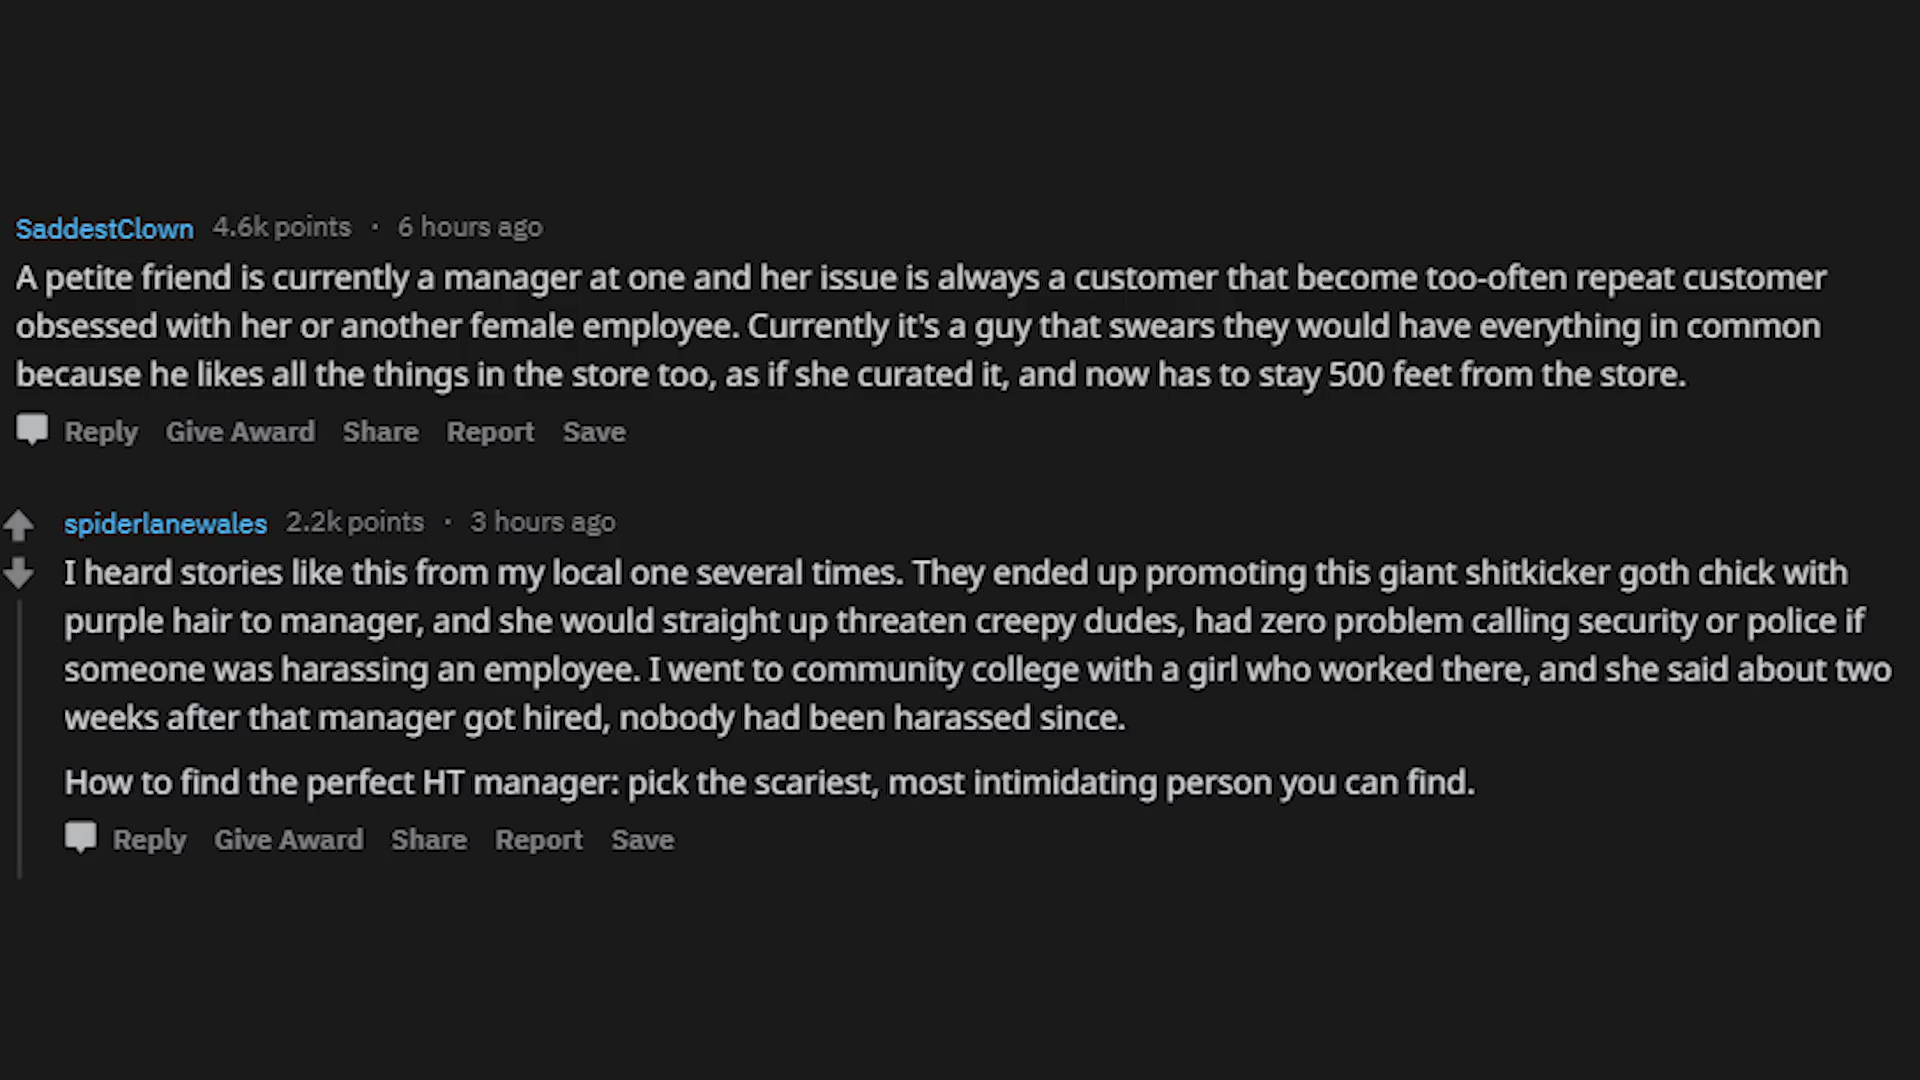 SaddestClown 4.6k points · 6 hours ago
A petite friend is currently a manager at one and her issue is always a customer that become too-often repeat customer
obsessed with her or another female employee. Currently it's a guy that swears they would have everything in common
because he likes all the things in the store too, as if she curated it, and now has to stay 500 feet from the store.
Reply Give Award Share Report Save
spiderlanewales 2.2k points · 3 hours ago
I heard stories like this from my local one several times. They ended up promoting this giant shitkicker goth chick with
purple hair to manager, and she would straight up threaten creepy dudes, had zero problem calling security or police if
someone was harassing an employee. I went to community college with a girl who worked there, and she said about two
weeks after that manager got hired, nobody had been harassed since.
How to find the perfect HT manager: pick the scariest, most intimidating person you can find.
Reply Give Award Share Report Save